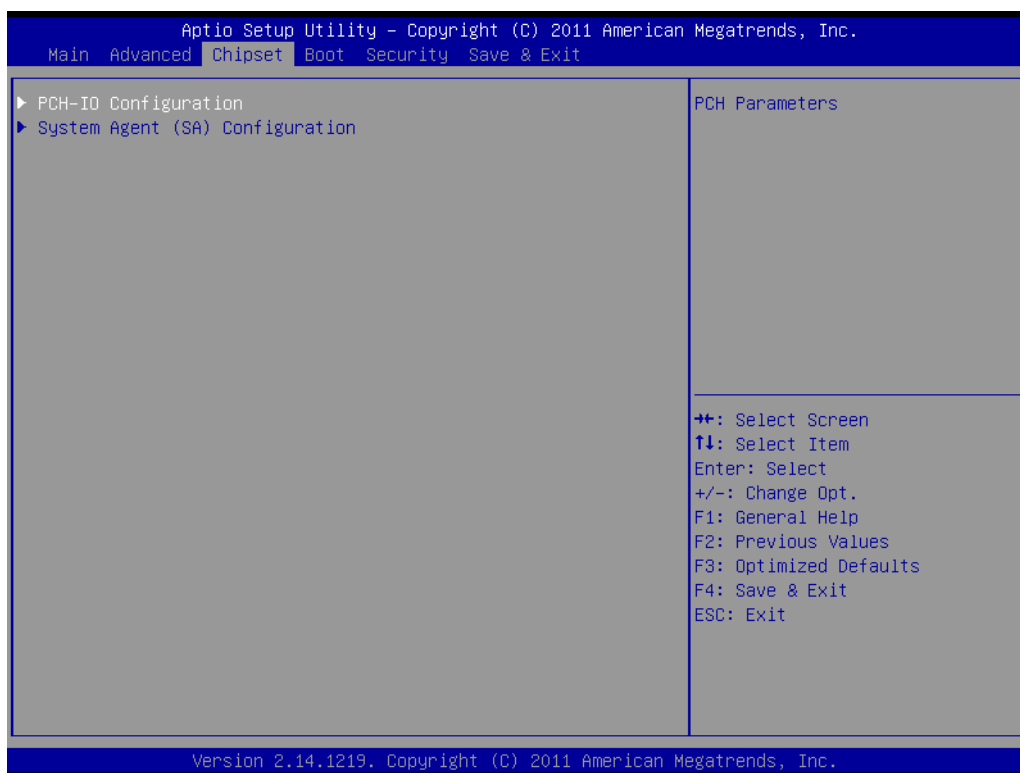 Aptio Setup Utility – Copyright (C) 2011 American Megatrends, Inc.
Main Advanced Chipset Boot Security Save & Exit
▶ PCH-IO Configuration
▶ System Agent (SA) Configuration
PCH Parameters
→←: Select Screen
↑↓: Select Item
Enter: Select
+/-: Change Opt.
F1: General Help
F2: Previous Values
F3: Optimized Defaults
F4: Save & Exit
ESC: Exit
Version 2.14.1219. Copyright (C) 2011 American Megatrends, Inc.